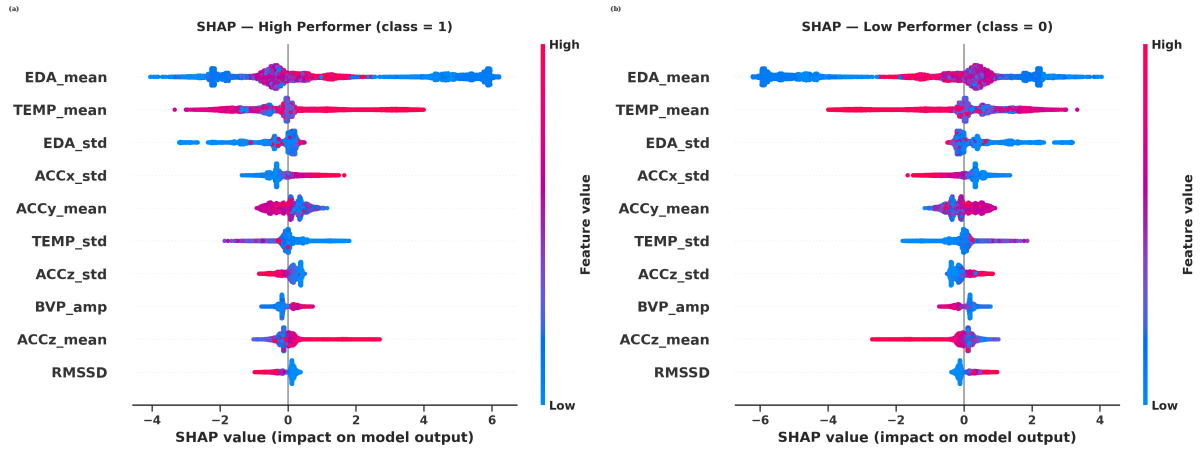 (a)
SHAP — High Performer (class = 1)
High
EDA_mean
TEMP_mean
EDA_std
ACCx_std
ACCy_mean
TEMP_std
ACCz_std
BVP_amp
ACCz_mean
RMSSD
Feature value
Low
−4 −2 0 2 4 6
SHAP value (impact on model output)
(b)
SHAP — Low Performer (class = 0)
High
EDA_mean
TEMP_mean
EDA_std
ACCx_std
ACCy_mean
TEMP_std
ACCz_std
BVP_amp
ACCz_mean
RMSSD
Feature value
Low
−6 −4 −2 0 2 4
SHAP value (impact on model output)